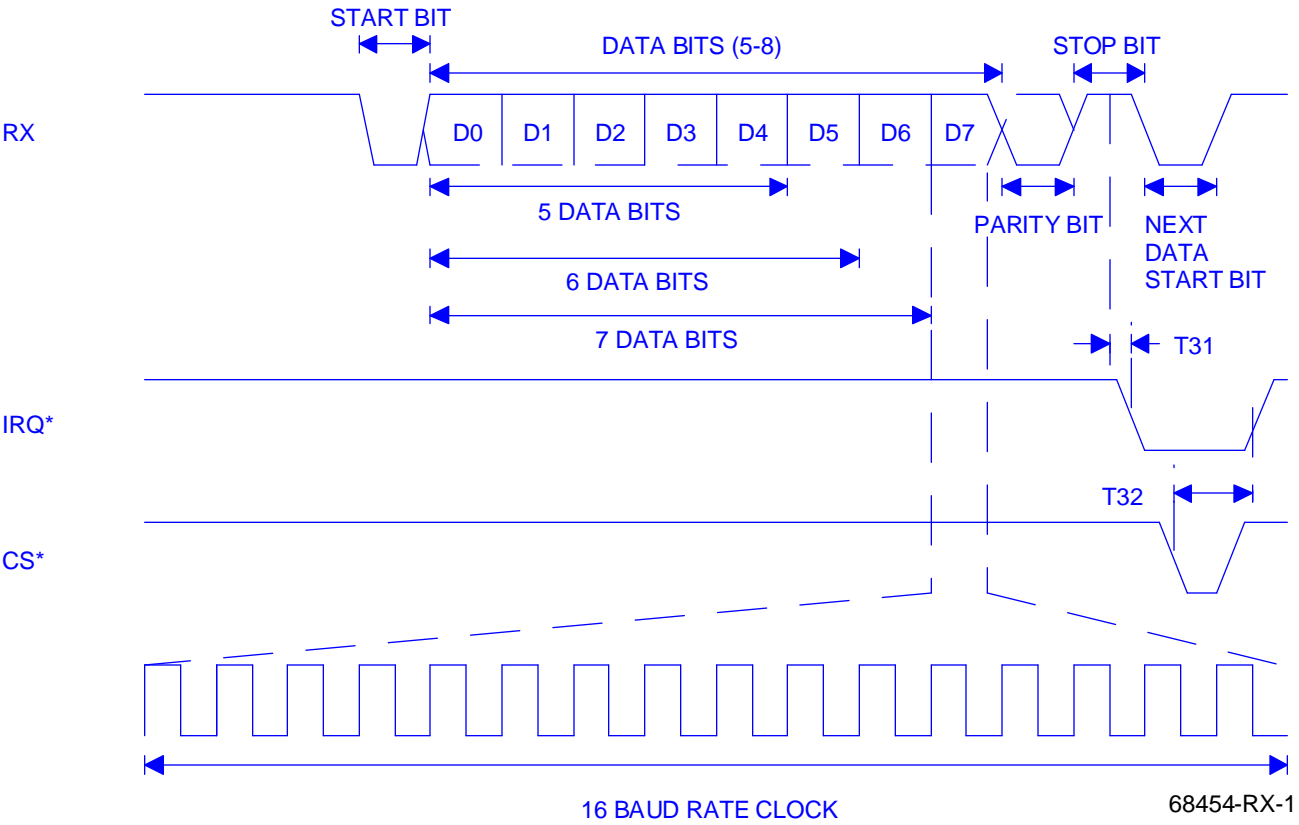 START BIT
DATA BITS (5-8)
STOP BIT
RX
D0
D1
D2
D3
D4
D5
D6
D7
5 DATA BITS
PARITY BIT
NEXT
DATA
START BIT
6 DATA BITS
7 DATA BITS
T31
IRQ*
T32
CS*
16 BAUD RATE CLOCK
68454-RX-1